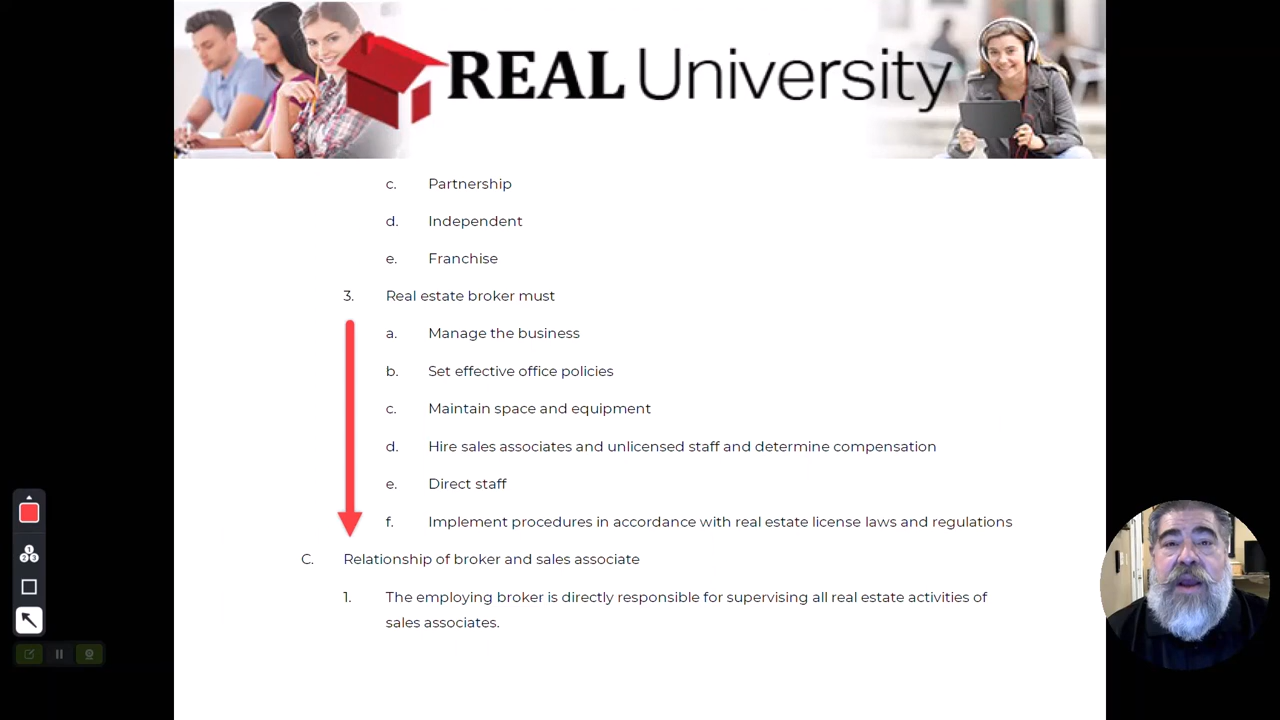 REAL University
c. Partnership
d. Independent
e. Franchise
3. Real estate broker must
a. Manage the business
b. Set effective office policies
c. Maintain space and equipment
d. Hire sales associates and unlicensed staff and determine compensation
e. Direct staff
f. Implement procedures in accordance with real estate license laws and regulations
C. Relationship of broker and sales associate
1. The employing broker is directly responsible for supervising all real estate activities of
sales associates.